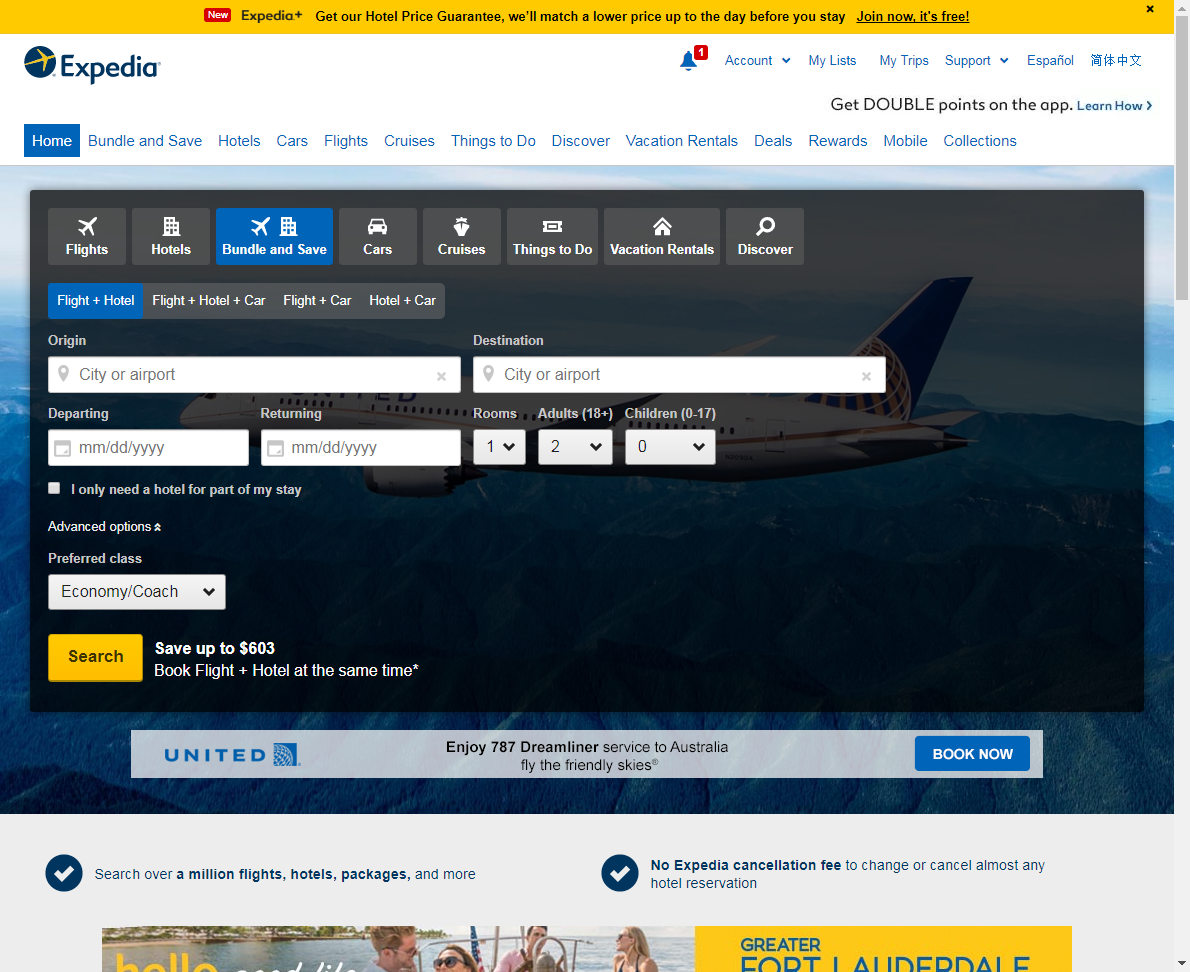 New Expedia+ Get our Hotel Price Guarantee, we'll match a lower price up to the day before you stay Join now, it's free!
Expedia
1 Account My Lists My Trips Support Español 简体中文
Get DOUBLE points on the app. Learn How
Home Bundle and Save Hotels Cars Flights Cruises Things to Do Discover Vacation Rentals Deals Rewards Mobile Collections
Flights Hotels Bundle and Save Cars Cruises Things to Do Vacation Rentals Discover
Flight + Hotel Flight + Hotel + Car Flight + Car Hotel + Car
Origin Destination
City or airport City or airport
UNITED
Departing Returning Rooms Adults (18+) Children (0-17)
mm/dd/yyyy mm/dd/yyyy 1 2 0
I only need a hotel for part of my stay
Advanced options
Preferred class
Economy/Coach
Search
Save up to $603
Book Flight + Hotel at the same time*
UNITED
Enjoy 787 Dreamliner service to Australia
fly the friendly skies®
BOOK NOW
Search over a million flights, hotels, packages, and more
No Expedia cancellation fee to change or cancel almost any
hotel reservation
hello good life
GREATER
FORT LAUDERDALE